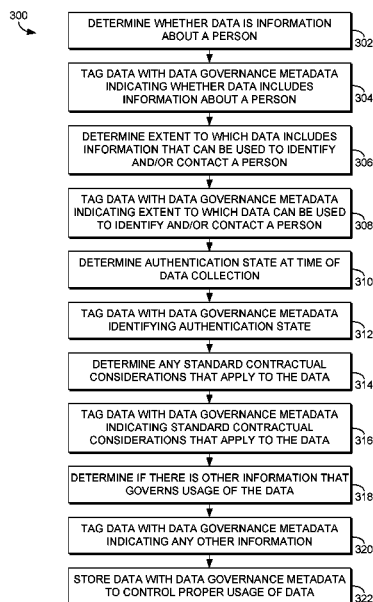 300
DETERMINE WHETHER DATA IS INFORMATION
ABOUT A PERSON
302
TAG DATA WITH DATA GOVERNANCE METADATA
INDICATING WHETHER DATA INCLUDES
INFORMATION ABOUT A PERSON
304
DETERMINE EXTENT TO WHICH DATA INCLUDES
INFORMATION THAT CAN BE USED TO IDENTIFY
AND/OR CONTACT A PERSON
306
TAG DATA WITH DATA GOVERNANCE METADATA
INDICATING EXTENT TO WHICH DATA CAN BE USED
TO IDENTIFY AND/OR CONTACT A PERSON
308
DETERMINE AUTHENTICATION STATE AT TIME OF
DATA COLLECTION
310
TAG DATA WITH DATA GOVERNANCE METADATA
IDENTIFYING AUTHENTICATION STATE
312
DETERMINE ANY STANDARD CONTRACTUAL
CONSIDERATIONS THAT APPLY TO THE DATA
314
TAG DATA WITH DATA GOVERNANCE METADATA
INDICATING STANDARD CONTRACTUAL
CONSIDERATIONS THAT APPLY TO THE DATA
316
DETERMINE IF THERE IS OTHER INFORMATION THAT
GOVERNS USAGE OF THE DATA
318
TAG DATA WITH DATA GOVERNANCE METADATA
INDICATING ANY OTHER INFORMATION
320
STORE DATA WITH DATA GOVERNANCE METADATA
TO CONTROL PROPER USAGE OF DATA
322